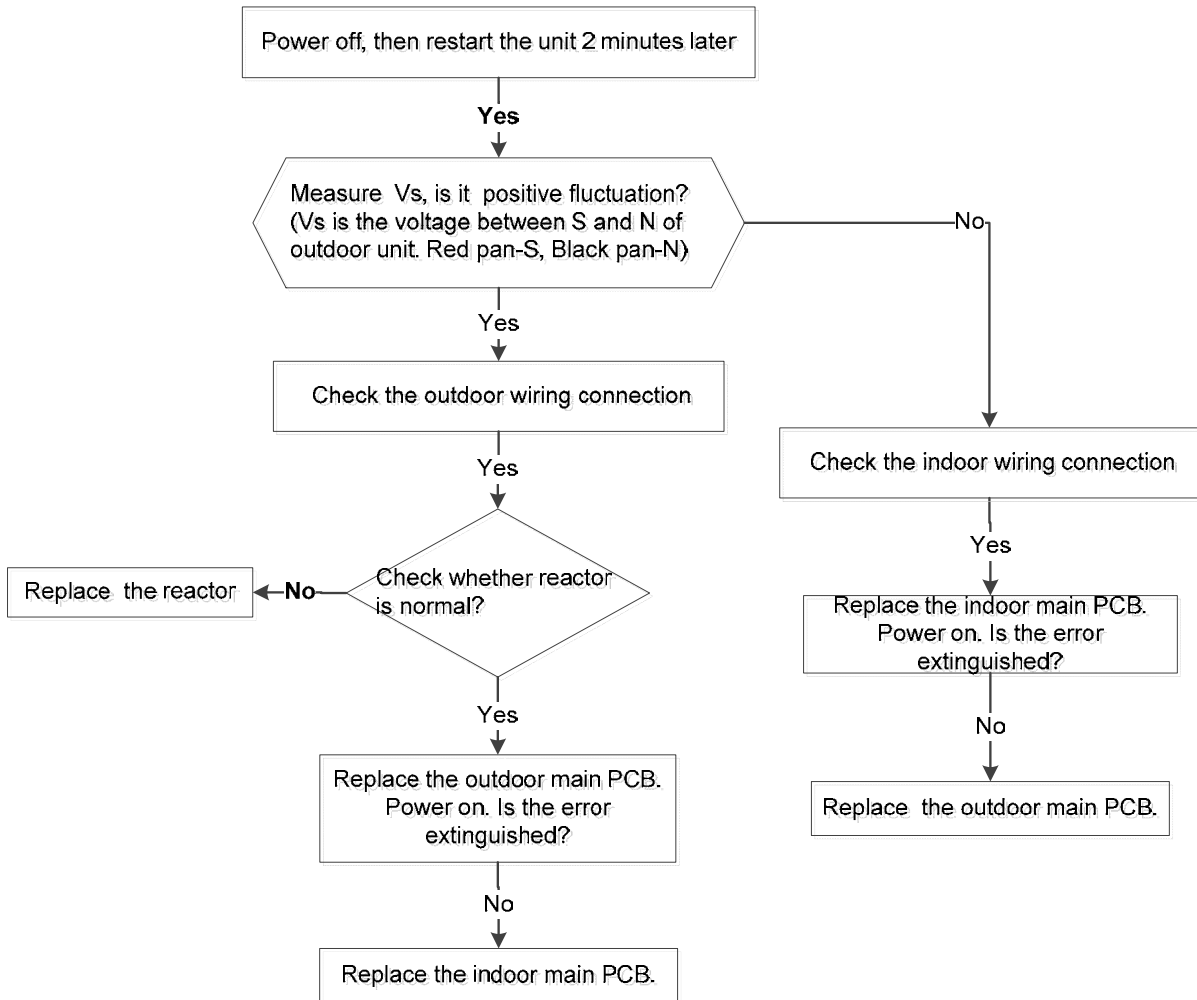 Power off, then restart the unit 2 minutes later
Yes
Measure Vs, is it positive fluctuation?
(Vs is the voltage between S and N of
outdoor unit. Red pan-S, Black pan-N)
No
Yes
Check the outdoor wiring connection
Yes
Check the indoor wiring connection
Yes
Check whether reactor
is normal?
No
Replace the reactor
Replace the indoor main PCB.
Power on. Is the error
extinguished?
Yes
No
Replace the outdoor main PCB.
Power on. Is the error
extinguished?
Replace the outdoor main PCB.
No
Replace the indoor main PCB.